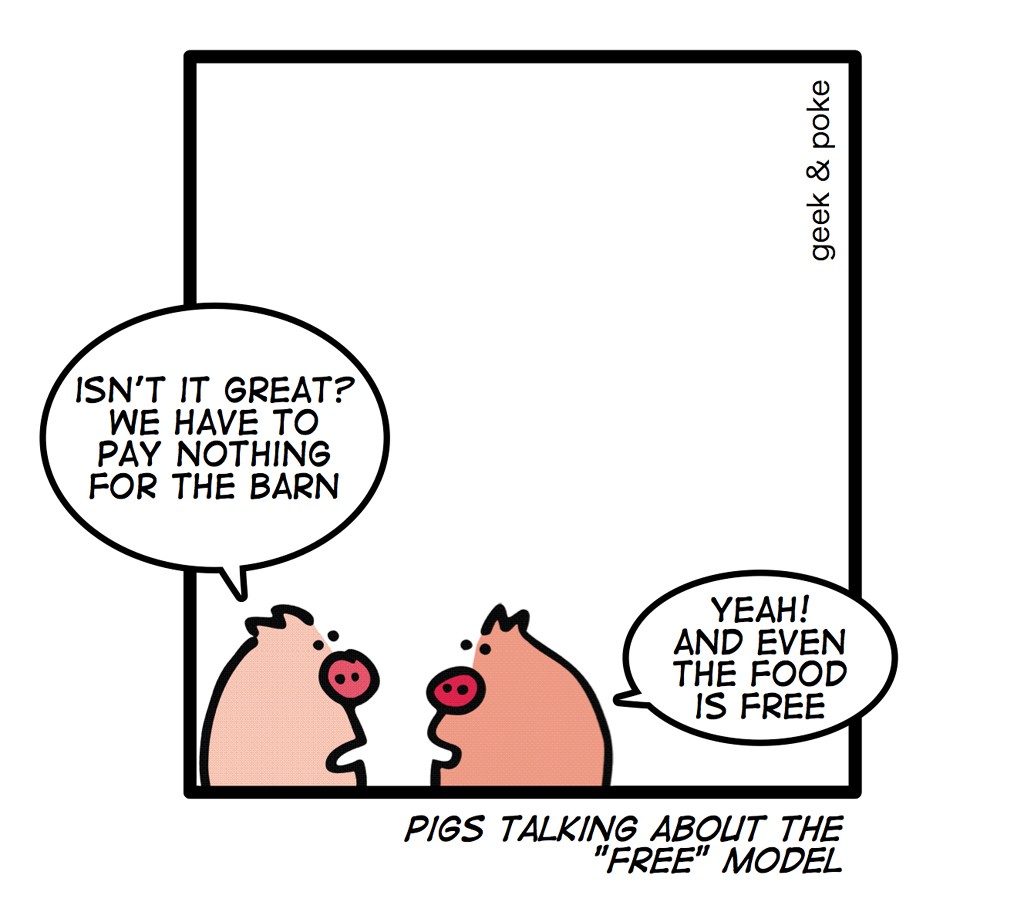 geek & poke
ISN'T IT GREAT?
WE HAVE TO
PAY NOTHING
FOR THE BARN
YEAH!
AND EVEN
THE FOOD
IS FREE
PIGS TALKING ABOUT THE
"FREE" MODEL